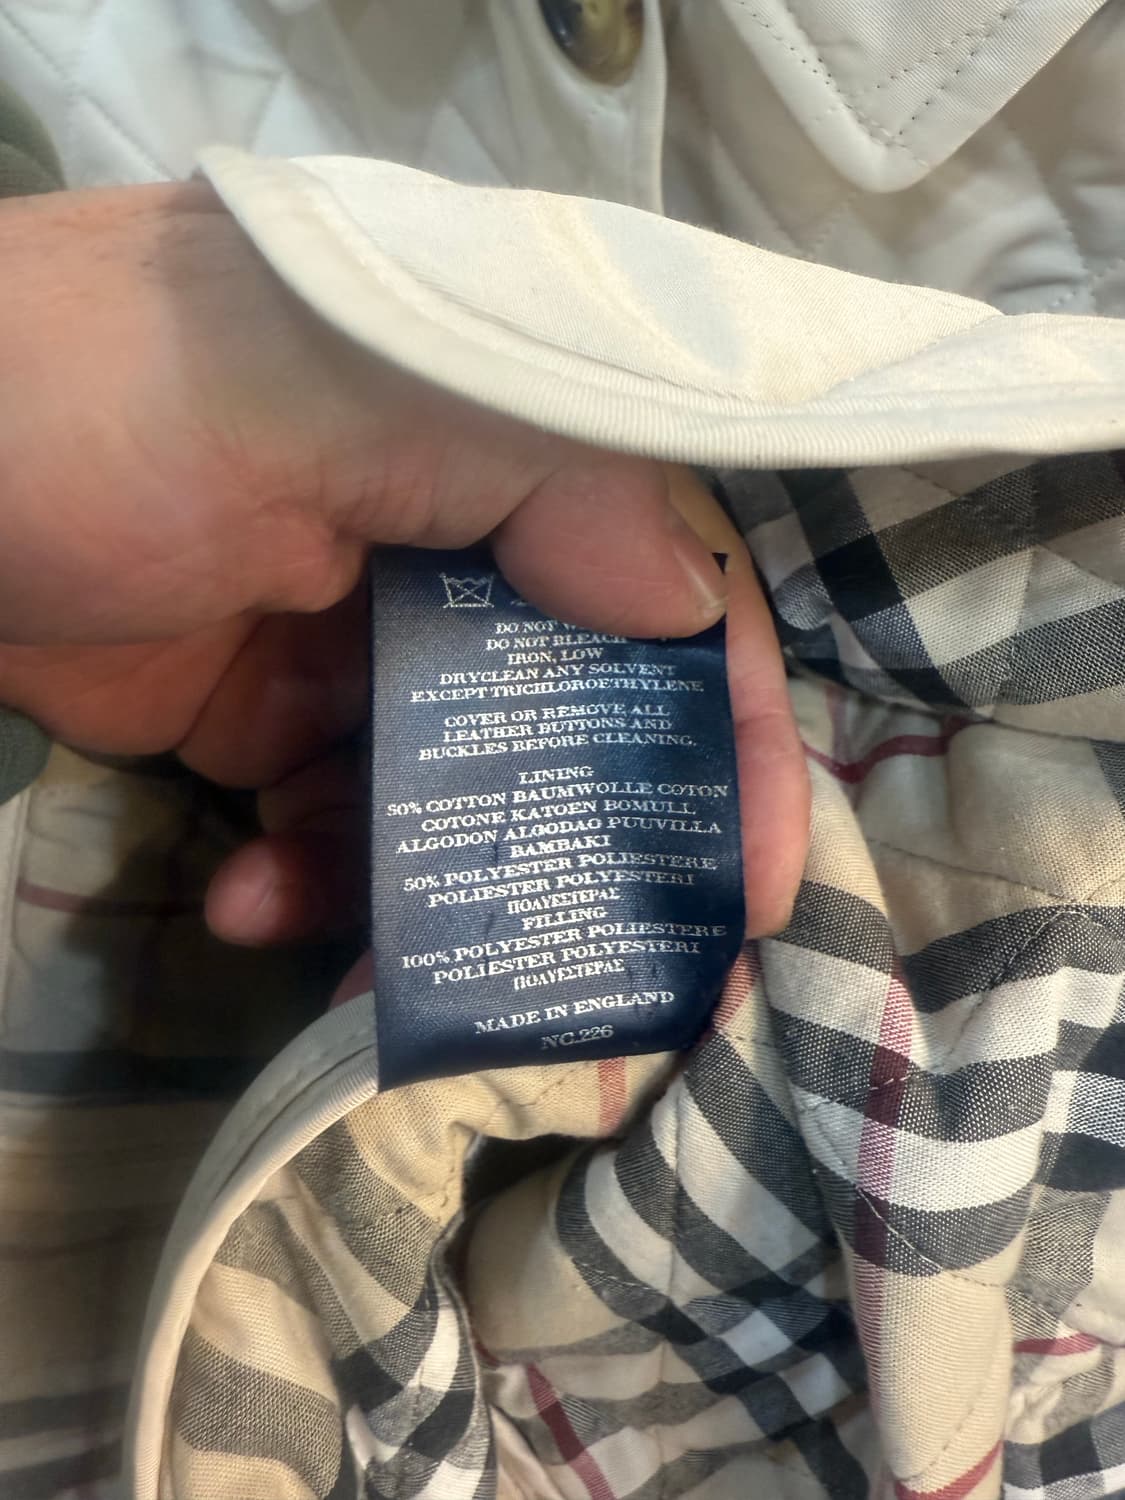 DO NOT
DO NOT BLEACH
IRON, LOW
DRYCLEAN ANY SOLVENT
EXCEPT TRICHLOROETHYLENE
COVER OR REMOVE ALL
LEATHER BUTTONS AND
BUCKLES BEFORE CLEANING.
LINING
50% COTTON BAUMWOLLE COTON
COTONE KATOEN BOMULL
ALGODON ALGODAO PUUVILLA
BAMBAKI
50% POLYESTER POLIESTERE
POLIESTER POLYESTERI
ΠΟΛΥΕΣΤΕΡΑΣ
FILLING
100% POLYESTER POLIESTERE
POLIESTER POLYESTERI
ΠΟΛΥΕΣΤΕΡΑΣ
MADE IN ENGLAND
NC.226